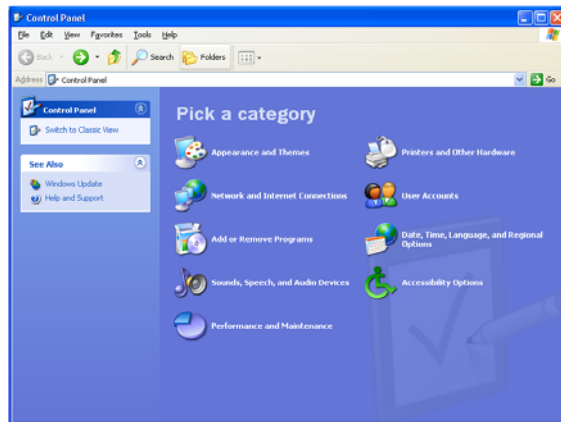 Control Panel
File Edit View Favorites Tools Help
Back Search Folders
Address Control Panel Go
Control Panel
Switch to Classic View
See Also
Windows Update
Help and Support
Pick a category
Appearance and Themes
Printers and Other Hardware
Network and Internet Connections
User Accounts
Add or Remove Programs
Date, Time, Language, and Regional
Options
Sounds, Speech, and Audio Devices
Accessibility Options
Performance and Maintenance